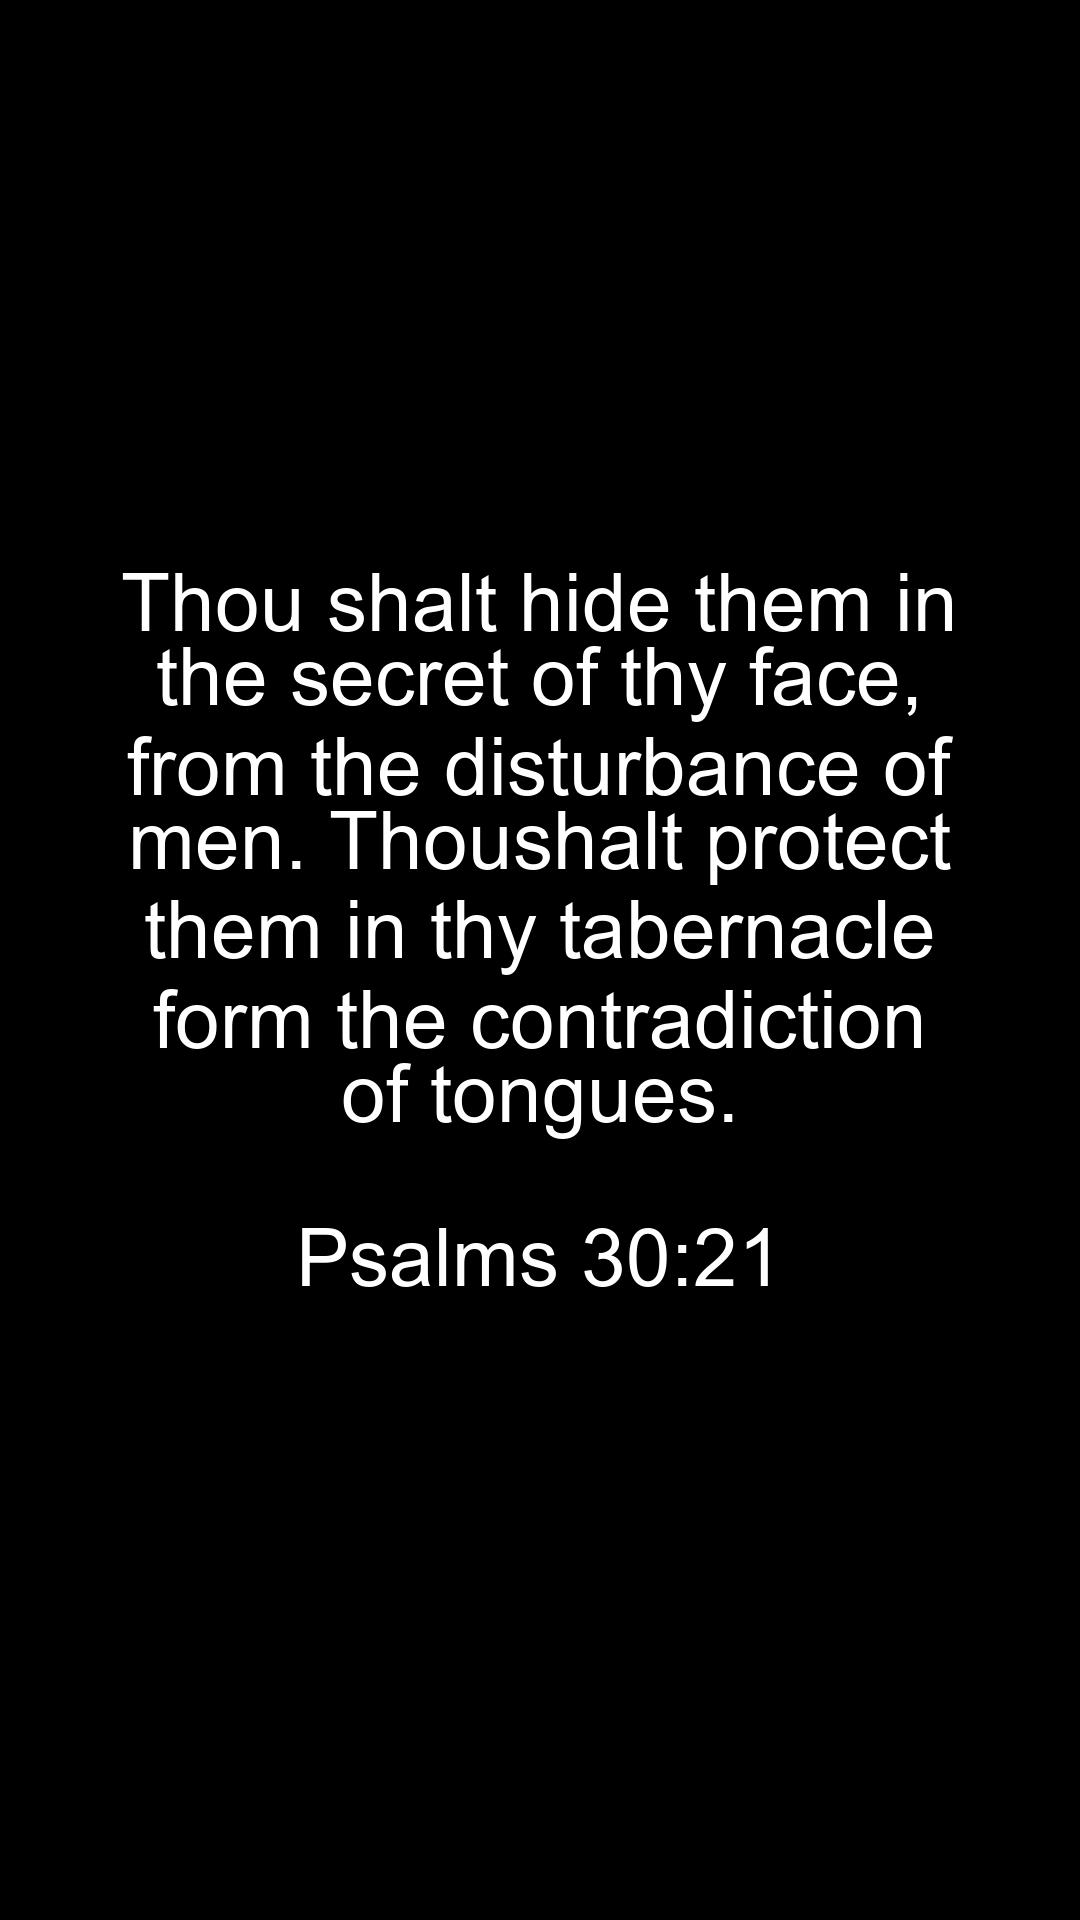 Thou shalt hide them in
the secret of thy face,
from the disturbance of
men. Thoushalt protect
them in thy tabernacle
form the contradiction
of tongues.
Psalms 30:21